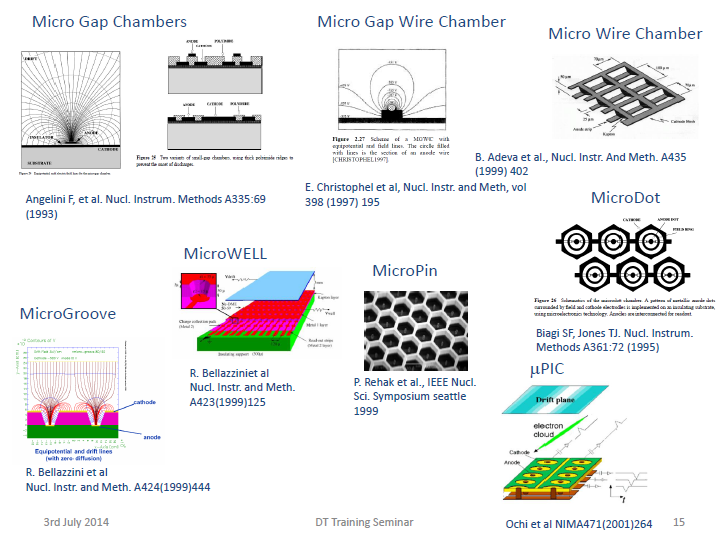 Micro Gap Chambers
Micro Gap Wire Chamber
Micro Wire Chamber
DRIFT
INSULATOR
ANODE
CATHODE
SUBSTRATE
ANODE
CATHODE
POLYIMIDE
ANODE
CATHODE
POLYIMIDE
Figure 25 Two variants of small-gap chambers, using thick polyimide ridges to
prevent the onset of discharges.
Angelini F, et al. Nucl. Instrum. Methods A335:69
(1993)
Figure 2.27 Scheme of a MGWC with
equipotential and field lines. The circle filled
with lines is the section of an anode wire
[CHRISTOPHEL1997].
E. Christophel et al, Nucl. Instr. and Meth, vol
398 (1997) 195
Anode strip
Kapton
Cathode Mesh
B. Adeva et al., Nucl. Instr. And Meth. A435
(1999) 402
MicroDot
CATHODE
ANODE DOT
FIELD RING
Figure 26 Schematics of the microdot chamber. A pattern of metallic anode dots
surrounded by field and cathode electrodes is implemented on an insulating substrate,
using microelectronics technology. Anodes are interconnected for readout.
Biagi SF, Jones TJ. Nucl. Instrum.
Methods A361:72 (1995)
MicroWELL
Insulating support
R. Bellazziniet al
Nucl. Instr. and Meth.
A423(1999)125
MicroPin
P. Rehak et al., IEEE Nucl.
Sci. Symposium seattle
1999
MicroGroove
cathode
anode
Equipotential and drift lines
(with zero- diffusion)
R. Bellazzini et al
Nucl. Instr. and Meth. A424(1999)444
μPIC
Drift plane
electron
cloud
Cathode
Anode
t
Ochi et al NIMA471(2001)264
3rd July 2014
DT Training Seminar
15